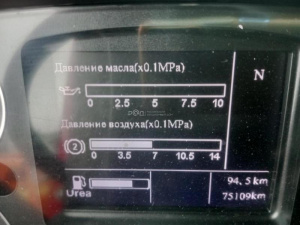 Давление масла(x0.1MPa)
N
0 2.5 5 7.5 10
Давление воздуха(x0.1MPa)
2
0 3.5 7 10.5 14
Urea
94.5km
75109km